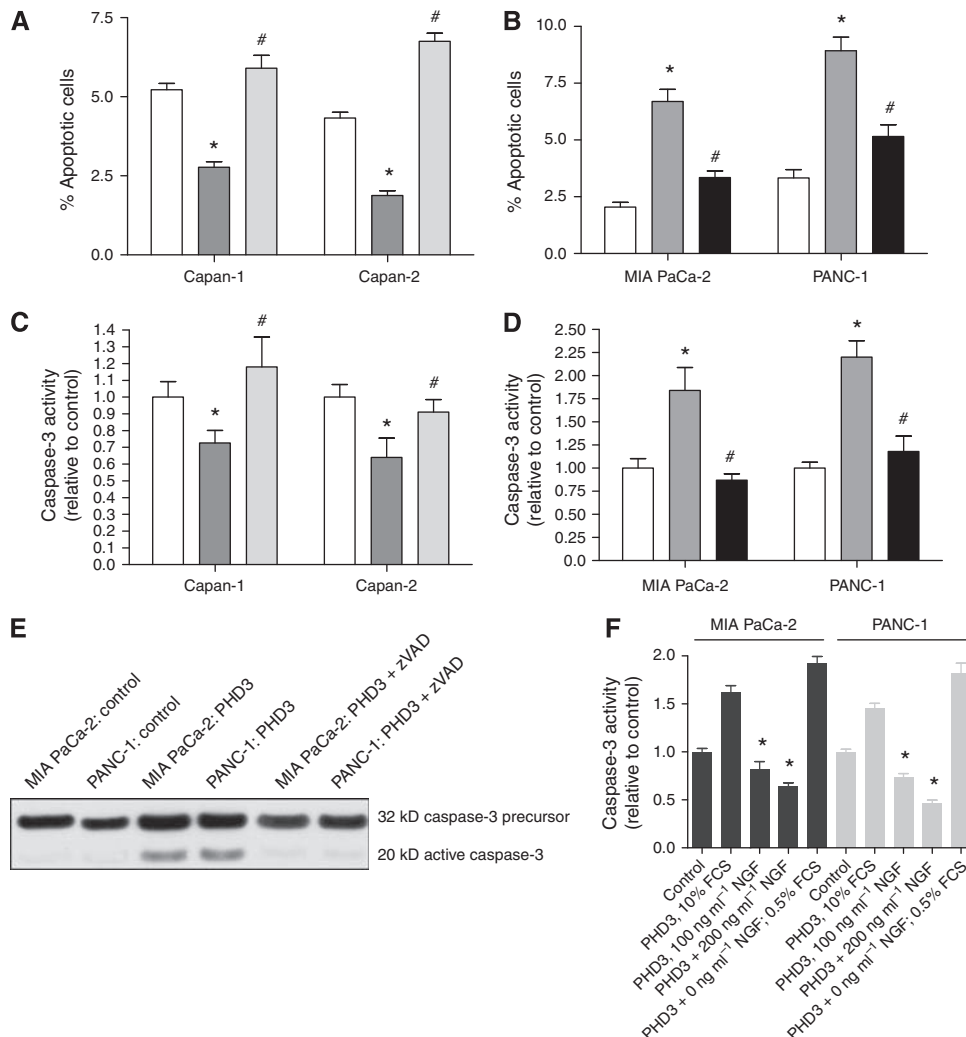 A
% Apoptotic cells
7.5
5.0
2.5
0.0
*
#
*
#
Capan-1
Capan-2
B
% Apoptotic cells
10.0
7.5
5.0
2.5
0.0
*
#
*
#
MIA PaCa-2
PANC-1
C
Caspase-3 activity
(relative to control)
1.4
1.3
1.2
1.1
1.0
0.9
0.8
0.7
0.6
0.5
0.4
0.3
0.2
0.1
0.0
*
#
*
#
Capan-1
Capan-2
D
Caspase-3 activity
(relative to control)
2.50
2.25
2.00
1.75
1.50
1.25
1.00
0.75
0.50
0.25
0.0
*
#
*
#
MIA PaCa-2
PANC-1
E
MIA PaCa-2: control
PANC-1: control
MIA PaCa-2: PHD3
PANC-1: PHD3
MIA PaCa-2: PHD3 + zVAD
PANC-1: PHD3 + zVAD
32 kD caspase-3 precursor
20 kD active caspase-3
F
MIA PaCa-2
PANC-1
Caspase-3 activity
(relative to control)
2.0
1.5
1.0
0.5
0.0
*
*
*
*
Control
PHD3, 10% FCS
PHD3, 100 ng ml⁻¹ NGF
PHD3 + 200 ng ml⁻¹ NGF
PHD3 + 0 ng ml⁻¹ NGF; 0.5% FCS
Control
PHD3, 10% FCS
PHD3, 100 ng ml⁻¹ NGF
PHD3 + 200 ng ml⁻¹ NGF
PHD3 + 0 ng ml⁻¹ NGF; 0.5% FCS